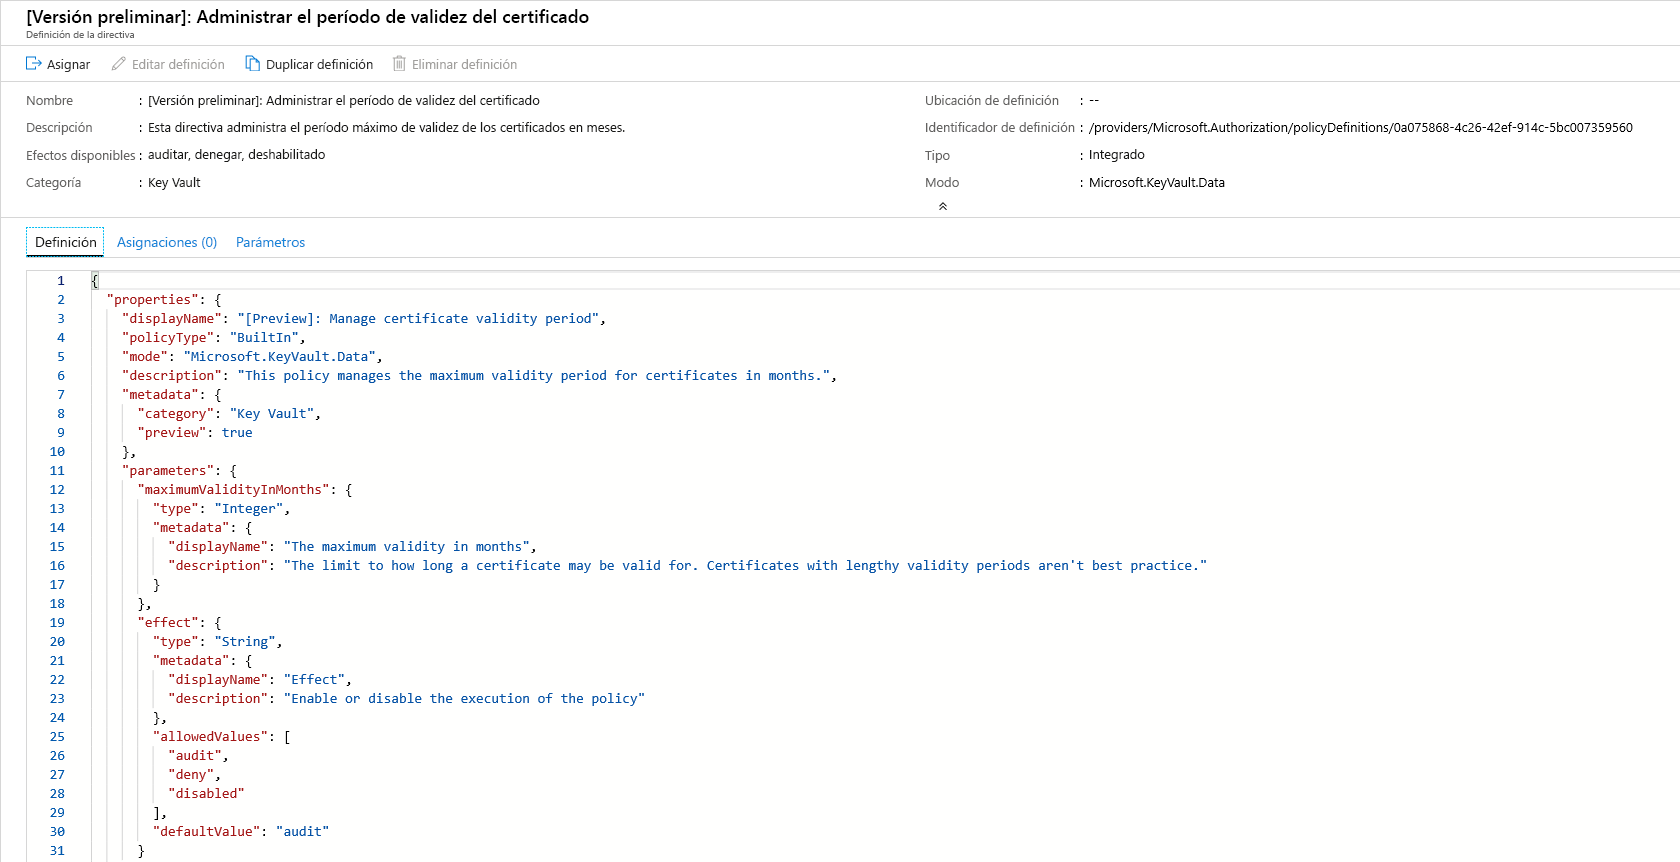 [Versión preliminar]: Administrar el período de validez del certificado
Definición de la directiva
Asignar Editar definición Duplicar definición Eliminar definición
Nombre : [Versión preliminar]: Administrar el período de validez del certificado
Descripción : Esta directiva administra el período máximo de validez de los certificados en meses.
Efectos disponibles : auditar, denegar, deshabilitado
Categoría : Key Vault
Ubicación de definición : --
Identificador de definición : /providers/Microsoft.Authorization/policyDefinitions/0a075868-4c26-42ef-914c-5bc007359560
Tipo : Integrado
Modo : Microsoft.KeyVault.Data
Definición Asignaciones (0) Parámetros
1 {
2 "properties": {
3 "displayName": "[Preview]: Manage certificate validity period",
4 "policyType": "BuiltIn",
5 "mode": "Microsoft.KeyVault.Data",
6 "description": "This policy manages the maximum validity period for certificates in months.",
7 "metadata": {
8 "category": "Key Vault",
9 "preview": true
10 },
11 "parameters": {
12 "maximumValidityInMonths": {
13 "type": "Integer",
14 "metadata": {
15 "displayName": "The maximum validity in months",
16 "description": "The limit to how long a certificate may be valid for. Certificates with lengthy validity periods aren't best practice."
17 }
18 },
19 "effect": {
20 "type": "String",
21 "metadata": {
22 "displayName": "Effect",
23 "description": "Enable or disable the execution of the policy"
24 },
25 "allowedValues": [
26 "audit",
27 "deny",
28 "disabled"
29 ],
30 "defaultValue": "audit"
31 }